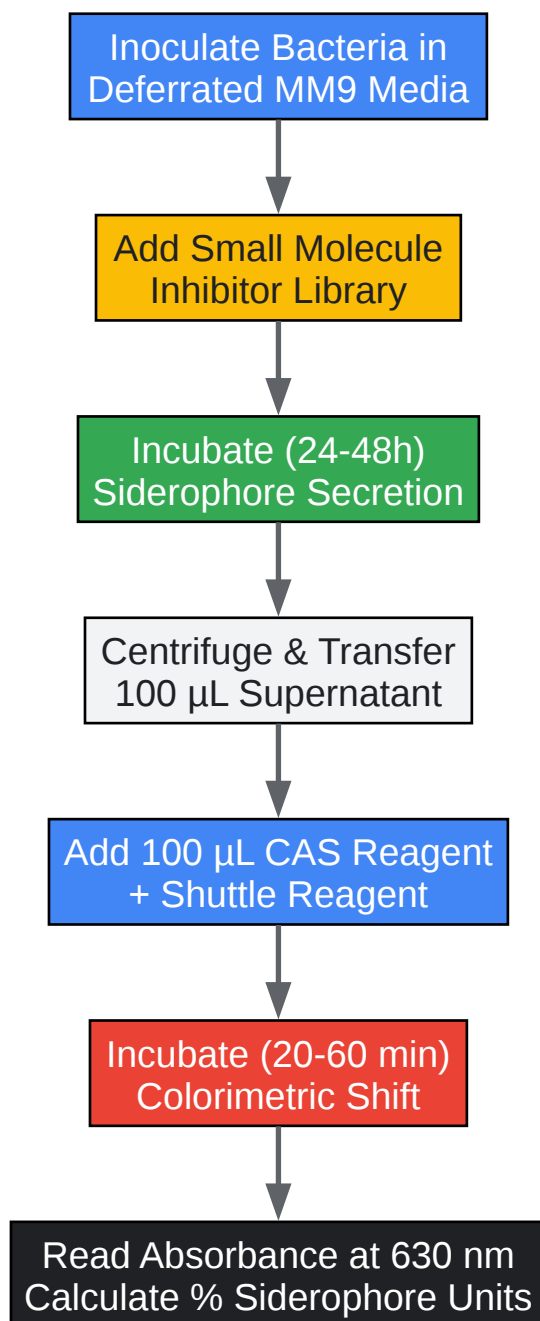 Inoculate Bacteria in
Deferrated MM9 Media
Add Small Molecule
Inhibitor Library
Incubate (24-48h)
Siderophore Secretion
Centrifuge & Transfer
100 µL Supernatant
Add 100 µL CAS Reagent
+ Shuttle Reagent
Incubate (20-60 min)
Colorimetric Shift
Read Absorbance at 630 nm
Calculate % Siderophore Units